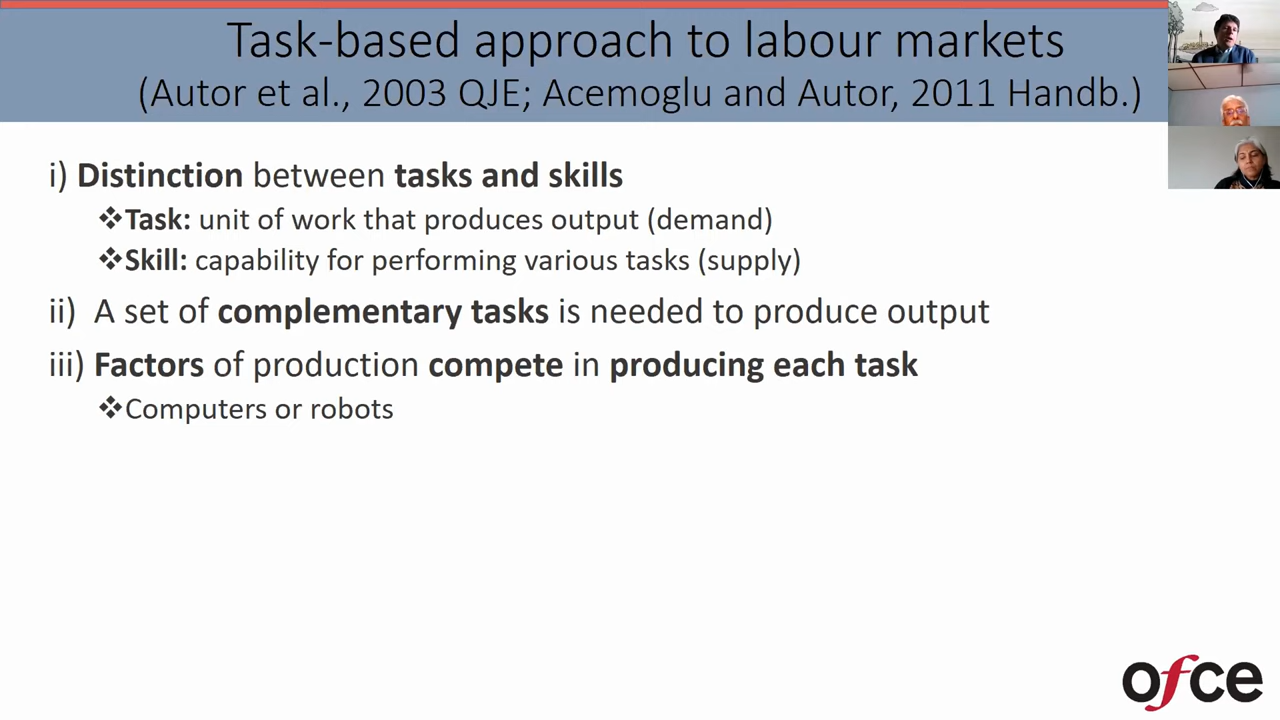 Task-based approach to labour markets
(Autor et al., 2003 QJE; Acemoglu and Autor, 2011 Handb.)
i) Distinction between tasks and skills
❖Task: unit of work that produces output (demand)
❖Skill: capability for performing various tasks (supply)
ii) A set of complementary tasks is needed to produce output
iii) Factors of production compete in producing each task
❖Computers or robots
ofce